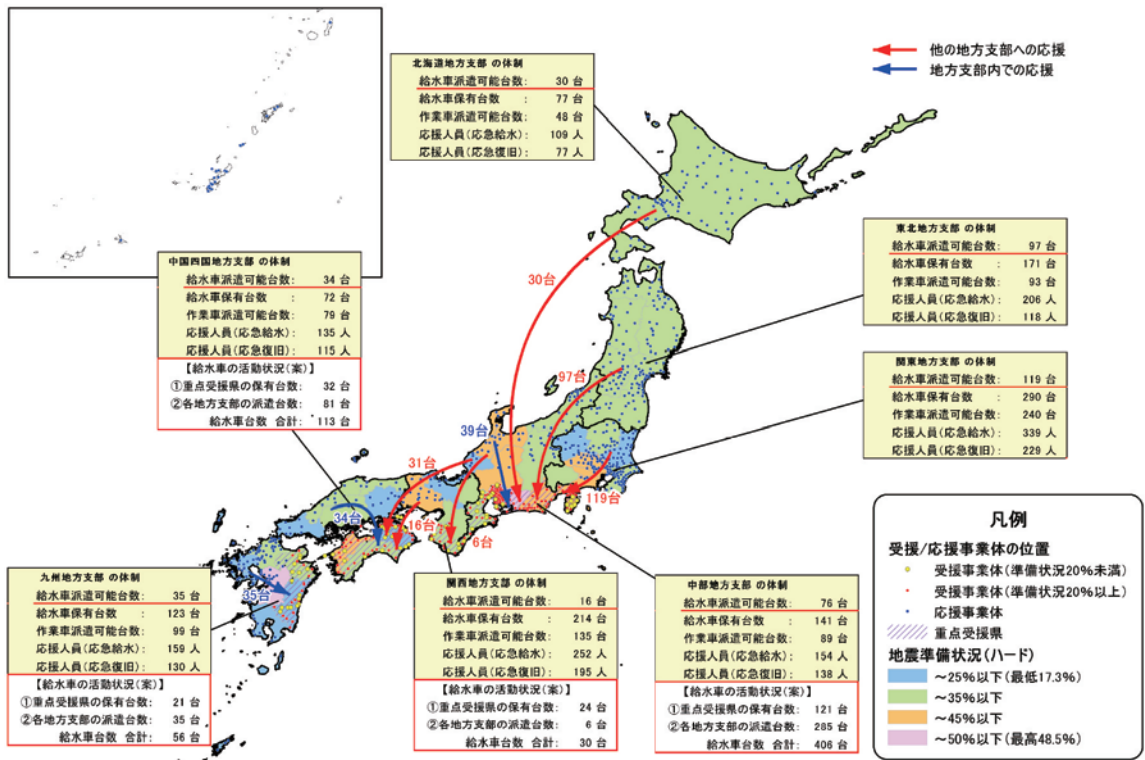 他の地方支部への応援
地方支部内での応援
北海道地方支部 の体制
給水車派遣可能台数: 30 台
給水車保有台数 : 77 台
作業車派遣可能台数: 48 台
応援人員(応急給水): 109 人
応援人員(応急復旧): 77 人
東北地方支部 の体制
給水車派遣可能台数: 97 台
給水車保有台数 : 171 台
作業車派遣可能台数: 93 台
応援人員(応急給水): 206 人
応援人員(応急復旧): 118 人
中国四国地方支部 の体制
給水車派遣可能台数: 34 台
給水車保有台数 : 72 台
作業車派遣可能台数: 79 台
応援人員(応急給水): 135 人
応援人員(応急復旧): 115 人
【給水車の活動状況(案)】
①重点受援県の保有台数: 32 台
②各地方支部の派遣台数: 81 台
給水車台数 合計: 113 台
関東地方支部 の体制
給水車派遣可能台数: 119 台
給水車保有台数 : 290 台
作業車派遣可能台数: 240 台
応援人員(応急給水): 339 人
応援人員(応急復旧): 229 人
30台
97台
39台
31台
119台
34台
16台
6台
35台
九州地方支部 の体制
給水車派遣可能台数: 35 台
給水車保有台数 : 123 台
作業車派遣可能台数: 99 台
応援人員(応急給水): 159 人
応援人員(応急復旧): 130 人
【給水車の活動状況(案)】
①重点受援県の保有台数: 21 台
②各地方支部の派遣台数: 35 台
給水車台数 合計: 56 台
関西地方支部 の体制
給水車派遣可能台数: 16 台
給水車保有台数 : 214 台
作業車派遣可能台数: 135 台
応援人員(応急給水): 252 人
応援人員(応急復旧): 195 人
【給水車の活動状況(案)】
①重点受援県の保有台数: 24 台
②各地方支部の派遣台数: 6 台
給水車台数 合計: 30 台
中部地方支部 の体制
給水車派遣可能台数: 76 台
給水車保有台数 : 141 台
作業車派遣可能台数: 89 台
応援人員(応急給水): 154 人
応援人員(応急復旧): 138 人
【給水車の活動状況(案)】
①重点受援県の保有台数: 121 台
②各地方支部の派遣台数: 285 台
給水車台数 合計: 406 台
凡例
受援/応援事業体の位置
受援事業体(準備状況20%未満)
受援事業体(準備状況20%以上)
応援事業体
重点受援県
地震準備状況(ハード)
～25%以下(最低17.3%)
～35%以下
～45%以下
～50%以下(最高48.5%)